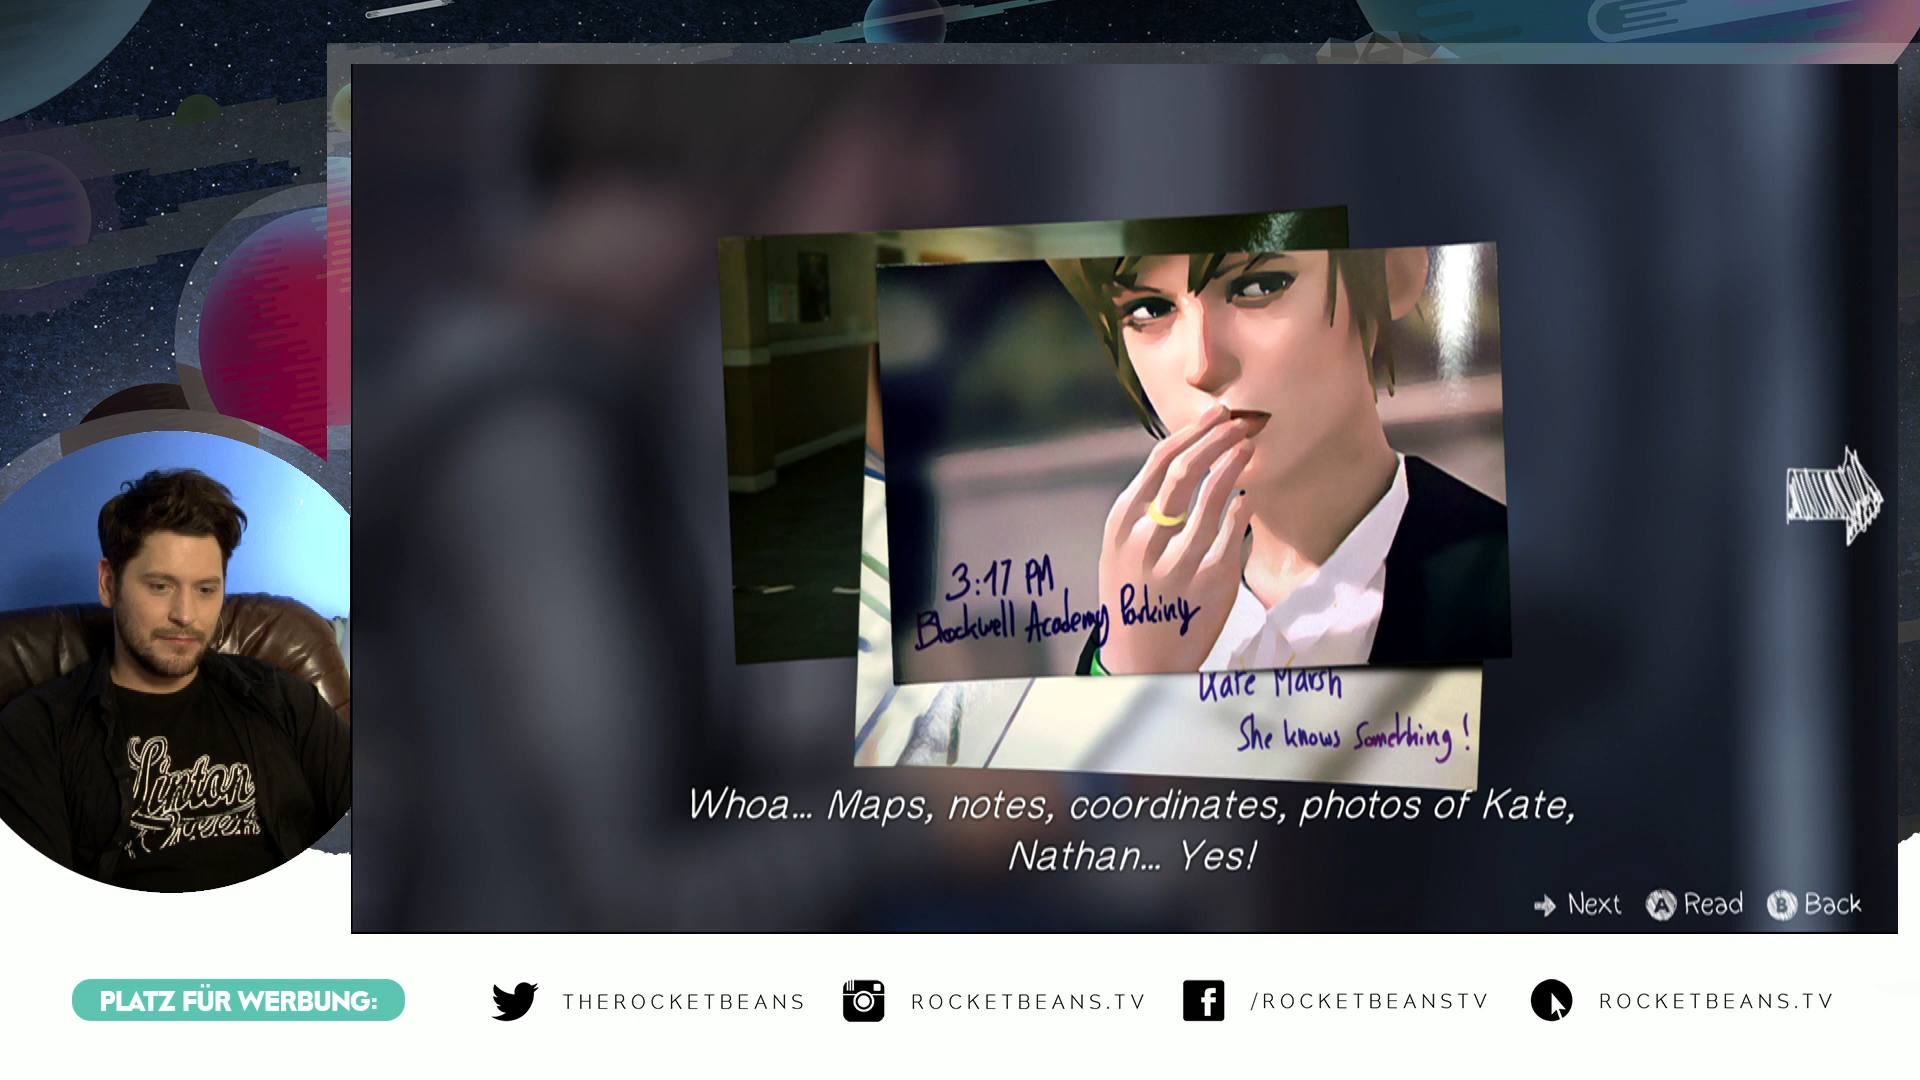 3:17 PM
Blackwell Academy Parking
Kate Marsh
She knows Something!
Whoa... Maps, notes, coordinates, photos of Kate,
Nathan... Yes!
Next A Read B Back
Linton
PLATZ FÜR WERBUNG: THEROCKETBEANS ROCKETBEANS.TV /ROCKETBEANSTV ROCKETBEANS.TV